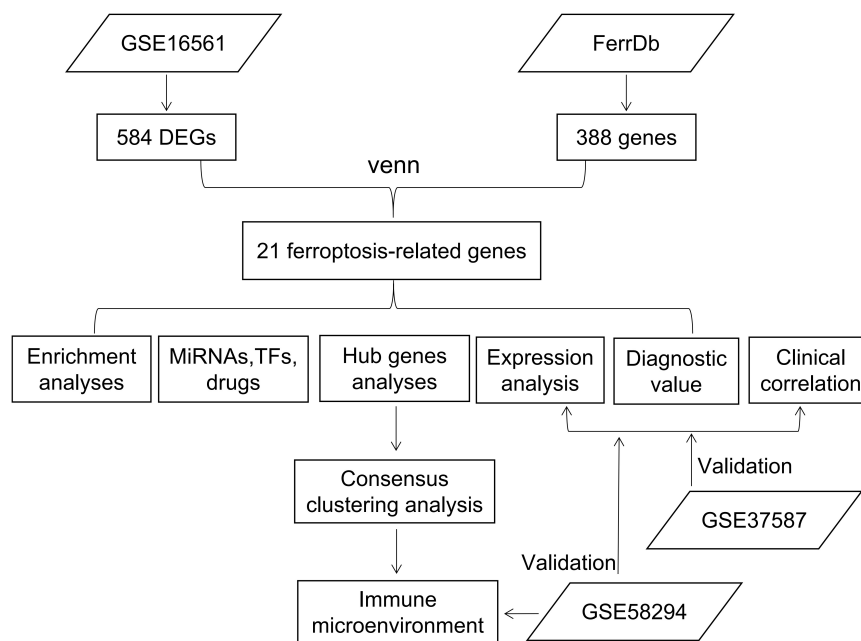 GSE16561
FerrDb
584 DEGs
388 genes
venn
21 ferroptosis-related genes
Enrichment
analyses
MiRNAs,TFs,
drugs
Hub genes
analyses
Expression
analysis
Diagnostic
value
Clinical
correlation
Validation
Consensus
clustering analysis
GSE37587
Validation
Immune
microenvironment
GSE58294